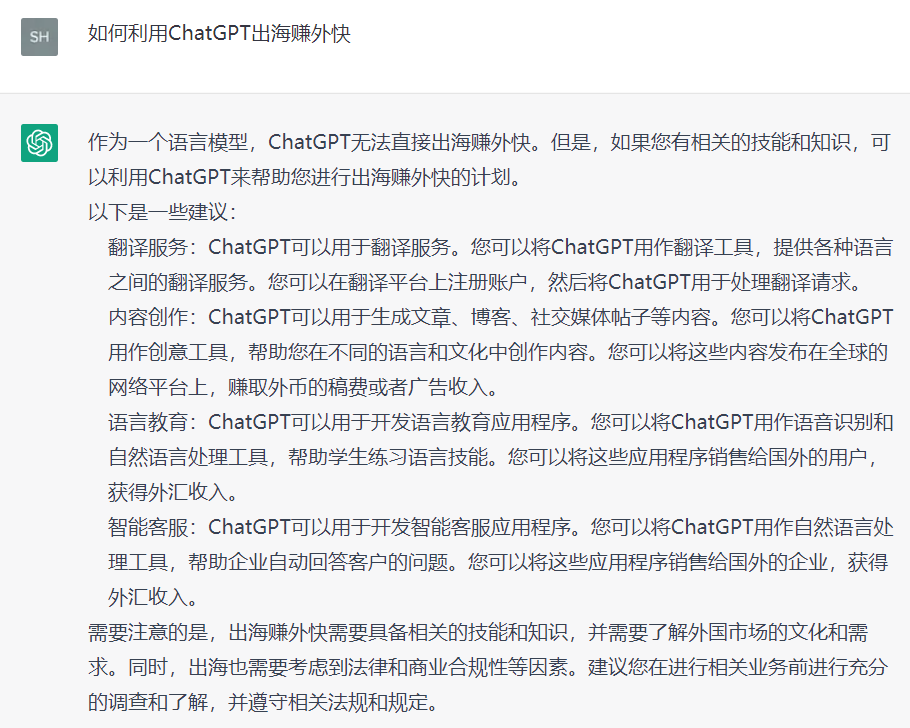 SH
如何利用ChatGPT出海赚外快
作为一个语言模型，ChatGPT无法直接出海赚外快。但是，如果您有相关的技能和知识，可
以利用ChatGPT来帮助您进行出海赚外快的计划。
以下是一些建议：
翻译服务：ChatGPT可以用于翻译服务。您可以将ChatGPT用作翻译工具，提供各种语言
之间的翻译服务。您可以在翻译平台上注册账户，然后将ChatGPT用于处理翻译请求。
内容创作：ChatGPT可以用于生成文章、博客、社交媒体帖子等内容。您可以将ChatGPT
用作创意工具，帮助您在不同的语言和文化中创作内容。您可以将这些内容发布在全球的
网络平台上，赚取外币的稿费或者广告收入。
语言教育：ChatGPT可以用于开发语言教育应用程序。您可以将ChatGPT用作语音识别和
自然语言处理工具，帮助学生练习语言技能。您可以将这些应用程序销售给国外的用户，
获得外汇收入。
智能客服：ChatGPT可以用于开发智能客服应用程序。您可以将ChatGPT用作自然语言处
理工具，帮助企业自动回答客户的问题。您可以将这些应用程序销售给国外的企业，获得
外汇收入。
需要注意的是，出海赚外快需要具备相关的技能和知识，并需要了解外国市场的文化和需
求。同时，出海也需要考虑到法律和商业合规性等因素。建议您在进行相关业务前进行充分
的调查和了解，并遵守相关法规和规定。